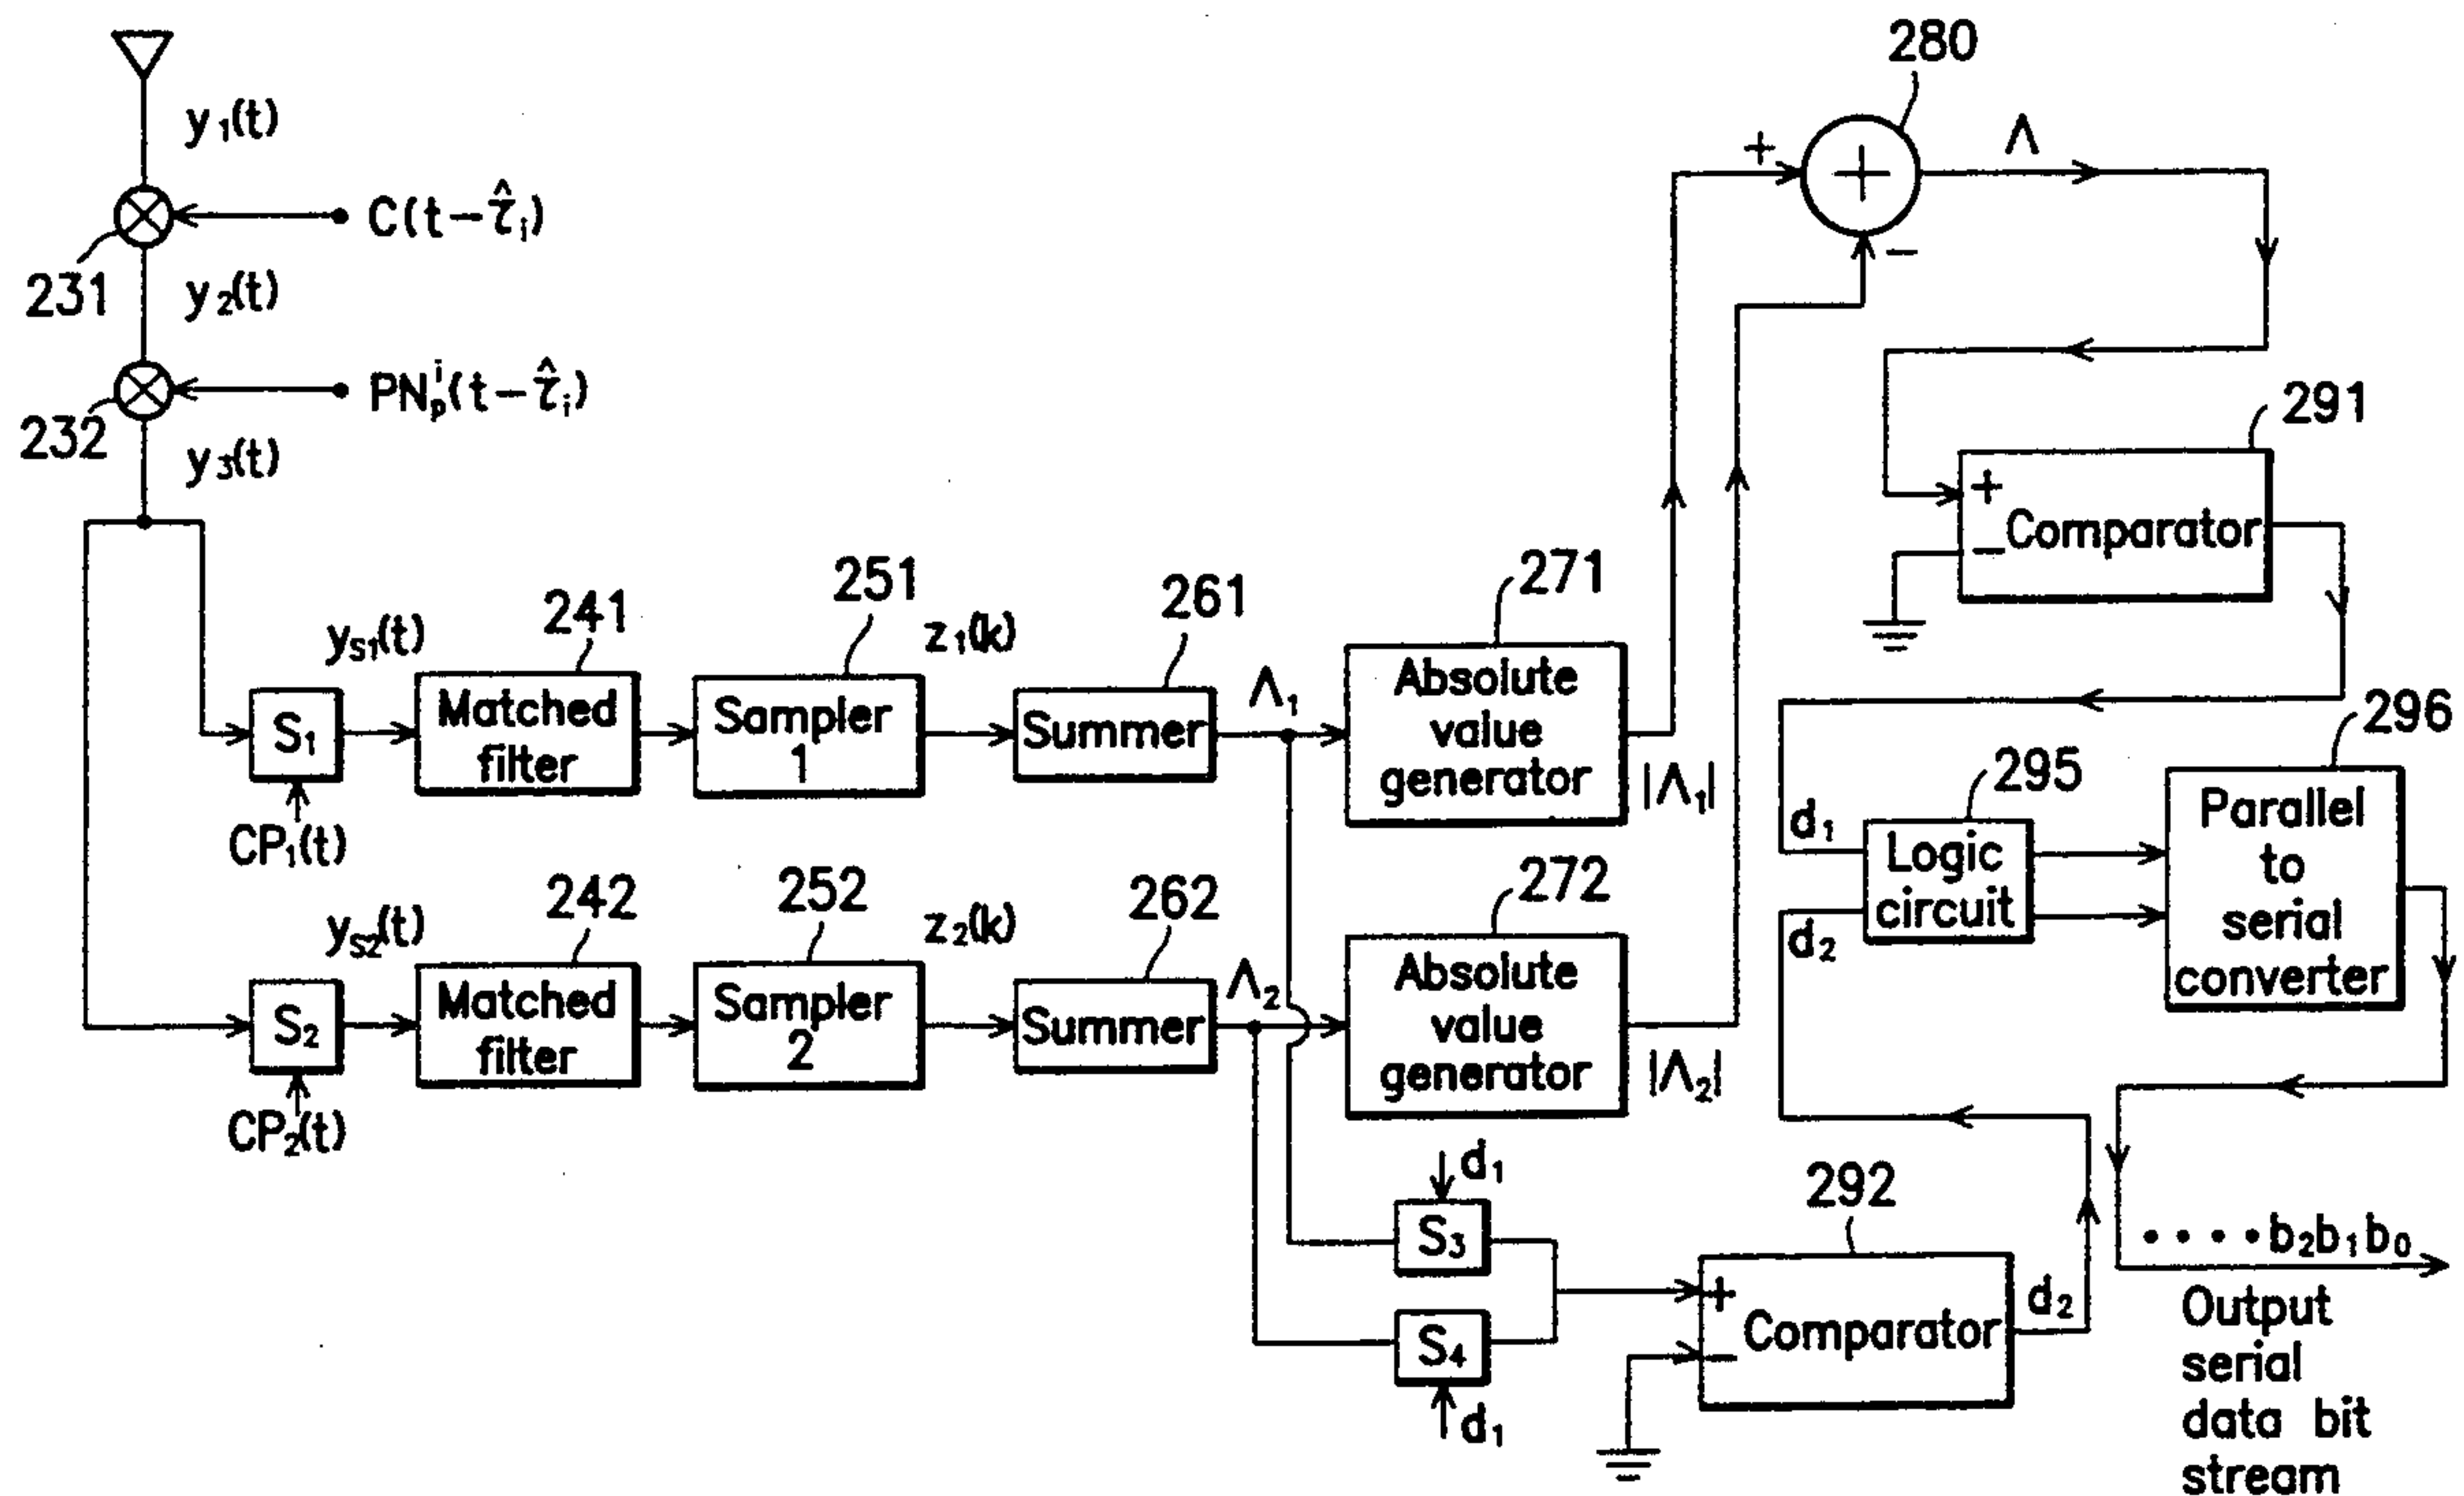 280
y₁(t)
+
+
Λ
C(t−τ̂ᵢ)
−
231
y₂(t)
PNₚⁱ(t−τ̂ᵢ)
291
232
y₃(t)
+
−
Comparator
y_S1(t)
241
251
z₁(k)
261
Λ₁
271
S₁
Matched
filter
Sampler
1
Summer
Absolute
value
generator
|Λ₁|
CP₁(t)
295
296
d₁
d₂
Logic
circuit
Parallel
to
serial
converter
y_S2(t)
242
252
z₂(k)
262
Λ₂
272
S₂
Matched
filter
Sampler
2
Summer
Absolute
value
generator
|Λ₂|
CP₂(t)
d₁
S₃
S₄
d₁
292
+
−
Comparator
d₂
• • • • b₂b₁b₀
Output
serial
data bit
stream